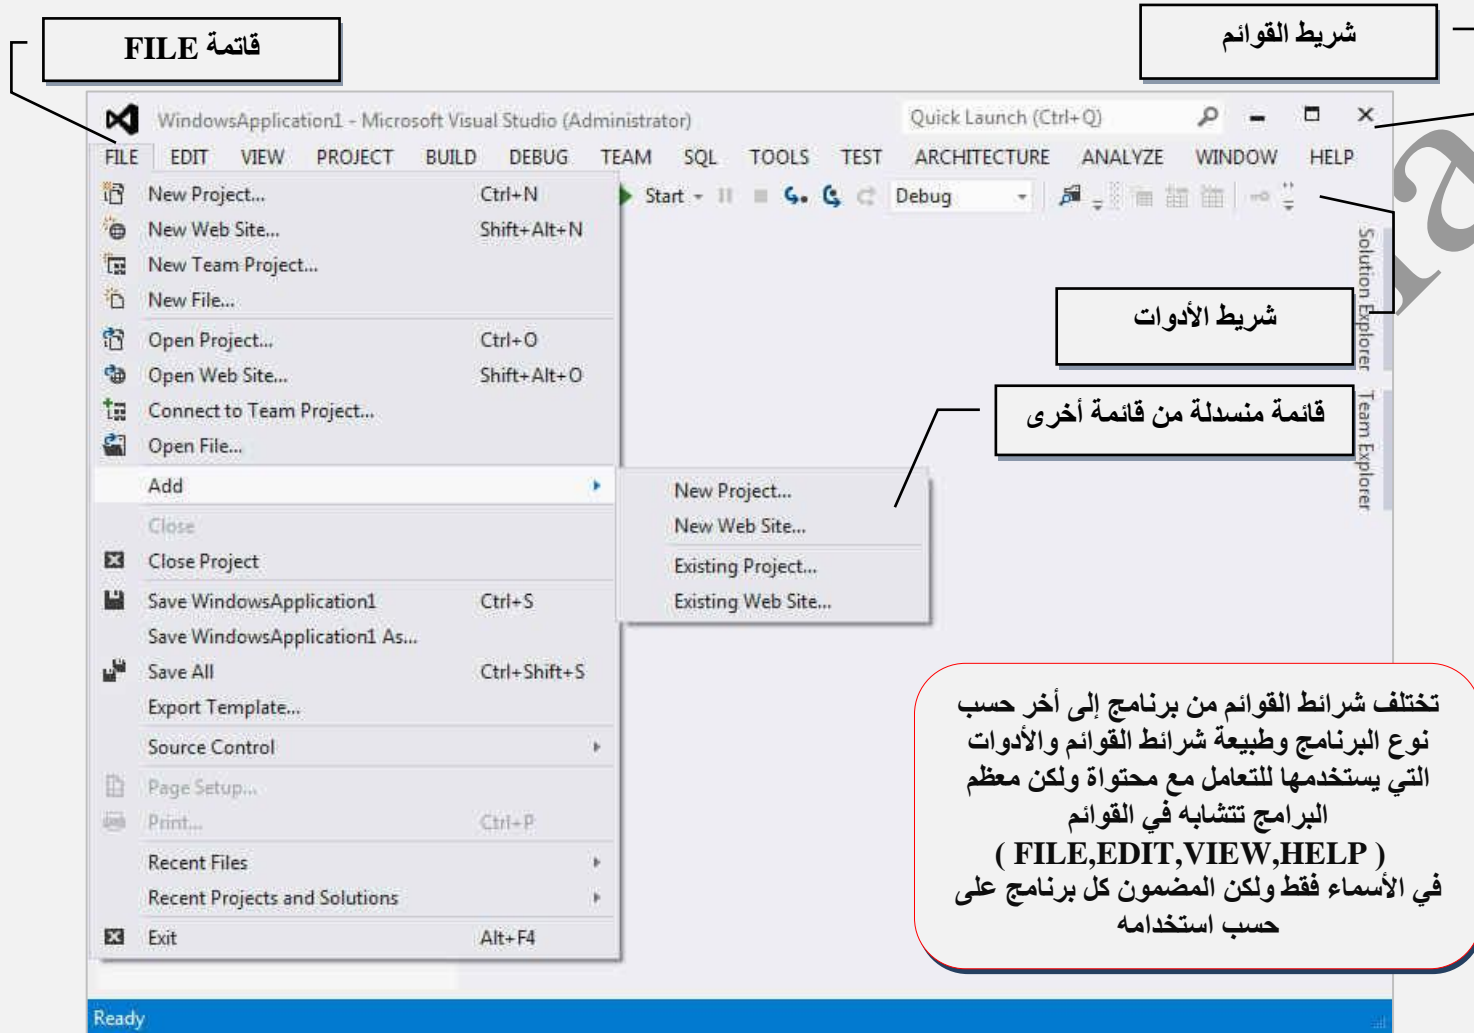 قائمة FILE
شريط القوائم
WindowsApplication1 - Microsoft Visual Studio (Administrator)
Quick Launch (Ctrl+Q)
FILE EDIT VIEW PROJECT BUILD DEBUG TEAM SQL TOOLS TEST ARCHITECTURE ANALYZE WINDOW HELP
Start
Debug
New Project... Ctrl+N
New Web Site... Shift+Alt+N
New Team Project...
New File...
Open Project... Ctrl+O
Open Web Site... Shift+Alt+O
Connect to Team Project...
Open File...
Add
Close
Close Project
Save WindowsApplication1 Ctrl+S
Save WindowsApplication1 As...
Save All Ctrl+Shift+S
Export Template...
Source Control
Page Setup...
Print... Ctrl+P
Recent Files
Recent Projects and Solutions
Exit Alt+F4
New Project...
New Web Site...
Existing Project...
Existing Web Site...
Solution Explorer
Team Explorer
شريط الأدوات
قائمة منسدلة من قائمة أخرى
تختلف شرائط القوائم من برنامج إلى أخر حسب
نوع البرنامج وطبيعة شرائط القوائم والأدوات
التي يستخدمها للتعامل مع محتواة ولكن معظم
البرامج تتشابه في القوائم
( FILE,EDIT,VIEW,HELP )
في الأسماء فقط ولكن المضمون كل برنامج على
حسب استخدامه
Ready